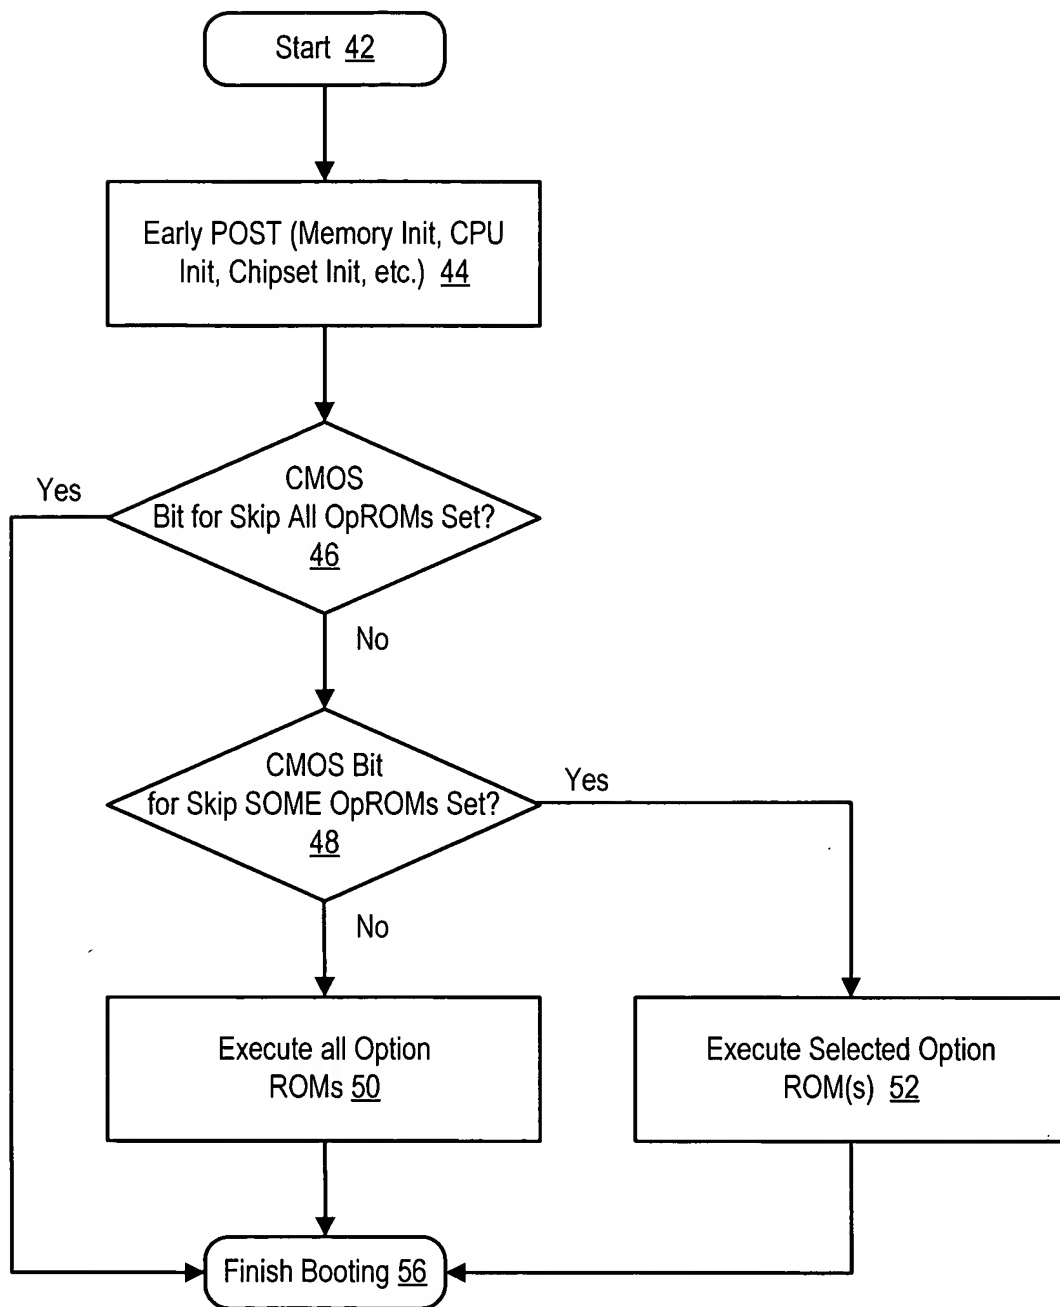 Start 42
Early POST (Memory Init, CPU
Init, Chipset Init, etc.) 44
CMOS
Bit for Skip All OpROMs Set?
46
Yes
No
CMOS Bit
for Skip SOME OpROMs Set?
48
Yes
No
Execute all Option
ROMs 50
Execute Selected Option
ROM(s) 52
Finish Booting 56